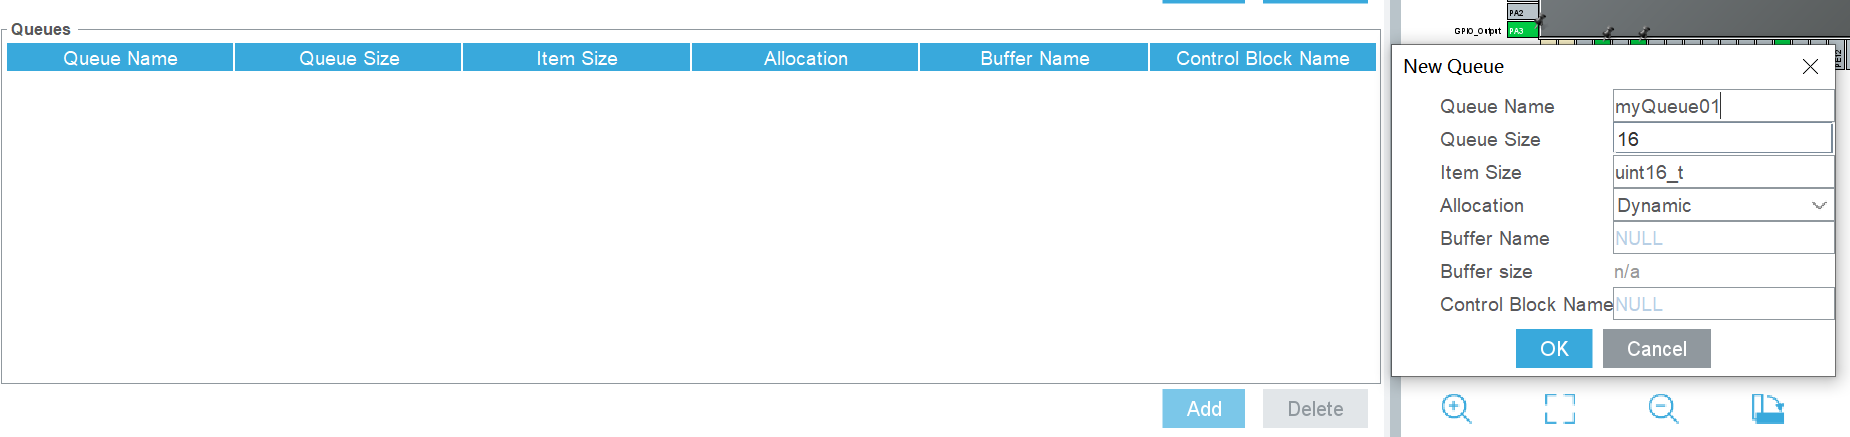 PA2
GPIO_Output PA3
Queues
Queue Name Queue Size Item Size Allocation Buffer Name Control Block Name
PE12
New Queue
Queue Name myQueue01
Queue Size 16
Item Size uint16_t
Allocation Dynamic
Buffer Name NULL
Buffer size n/a
Control Block Name NULL
OK Cancel
Add Delete